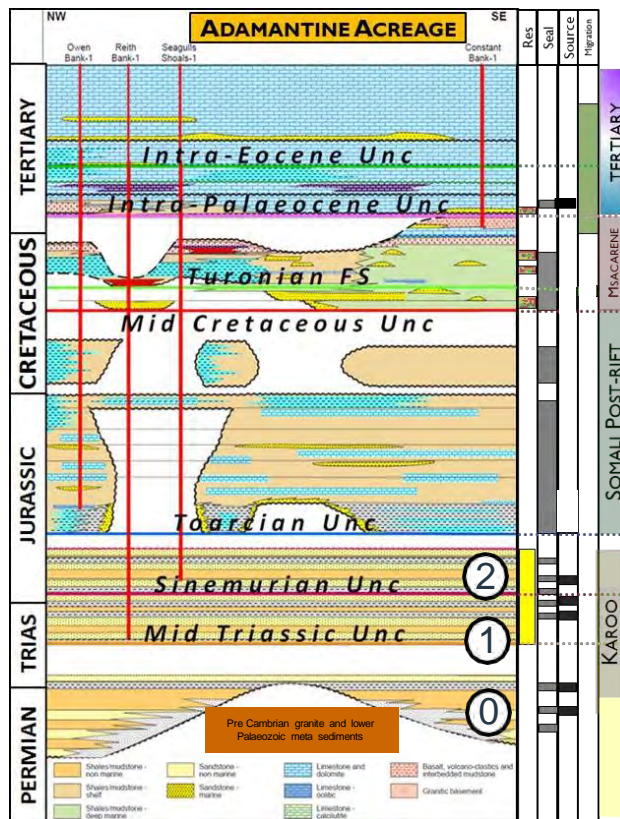 NW
ADAMANTINE ACREAGE
SE
Owen
Bank-1
Reith
Bank-1
Seagulls
Shoals-1
Constant
Bank-1
Res
Seal
Source
Migration
TERTIARY
CRETACEOUS
JURASSIC
TRIAS
PERMIAN
Intra-Eocene Unc
Intra-Palaeocene Unc
Turonian FS
Mid Cretaceous Unc
Toarcian Unc
Sinemurian Unc
2
Mid Triassic Unc
1
0
Pre Cambrian granite and lower
Palaeozoic meta sediments
TERTIARY
MSACARENE
SOMALI POST-RIFT
KAROO
Shales/mudstone -
non marine
Sandstone -
non marine
Limestone and
dolomite
Basalt, volcano-clastics and
interbedded mudstone
Shales/mudstone -
shelf
Sandstone -
marine
Limestone -
oolitic
Granitic basement
Shales/mudstone -
deep marine
Limestone -
calcilutite